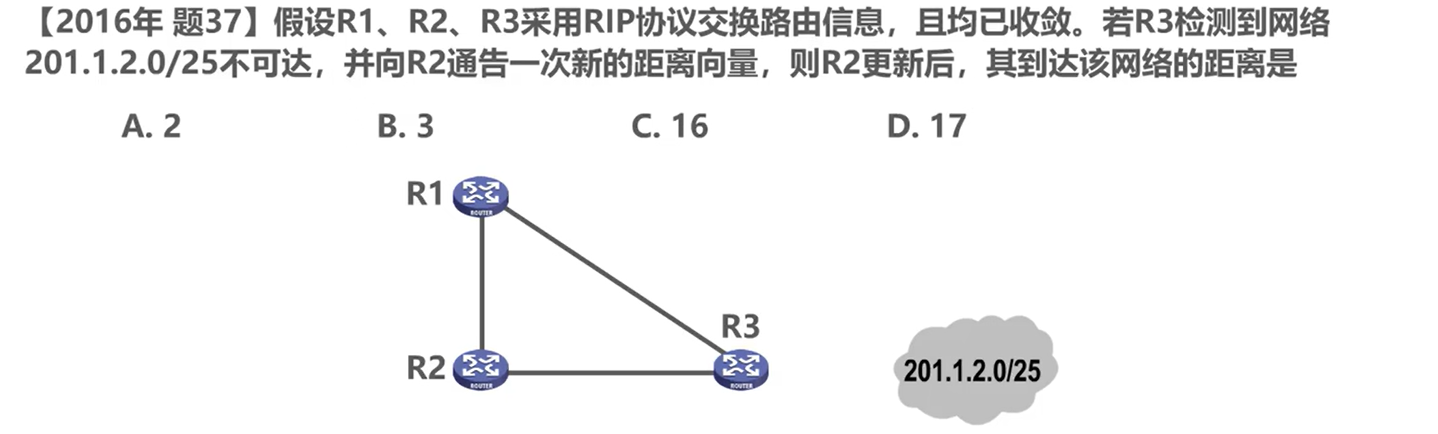 【2016年 题37】假设R1、R2、R3采用RIP协议交换路由信息，且均已收敛。若R3检测到网络
201.1.2.0/25不可达，并向R2通告一次新的距离向量，则R2更新后，其到达该网络的距离是
A. 2 B. 3 C. 16 D. 17
R1
ROUTER
R3
R2
ROUTER
ROUTER
201.1.2.0/25